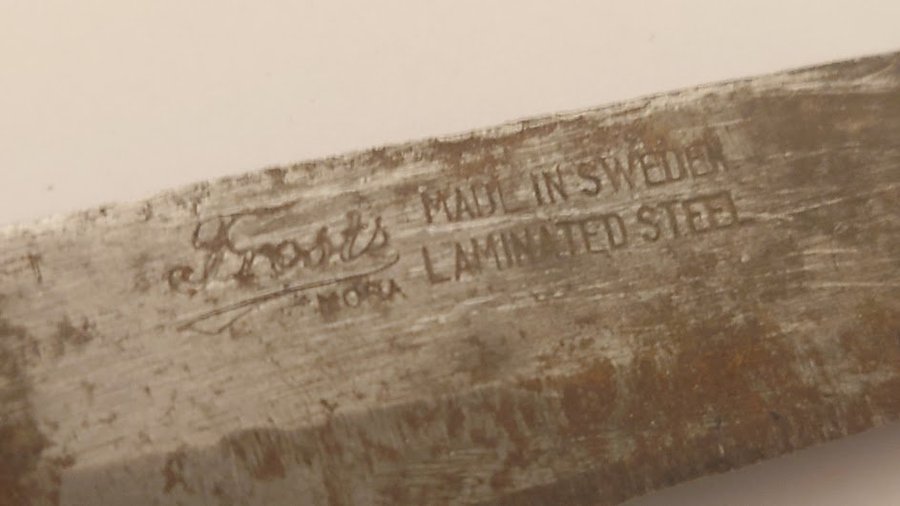 Frosts
MORA
MADE IN SWEDEN
LAMINATED STEEL